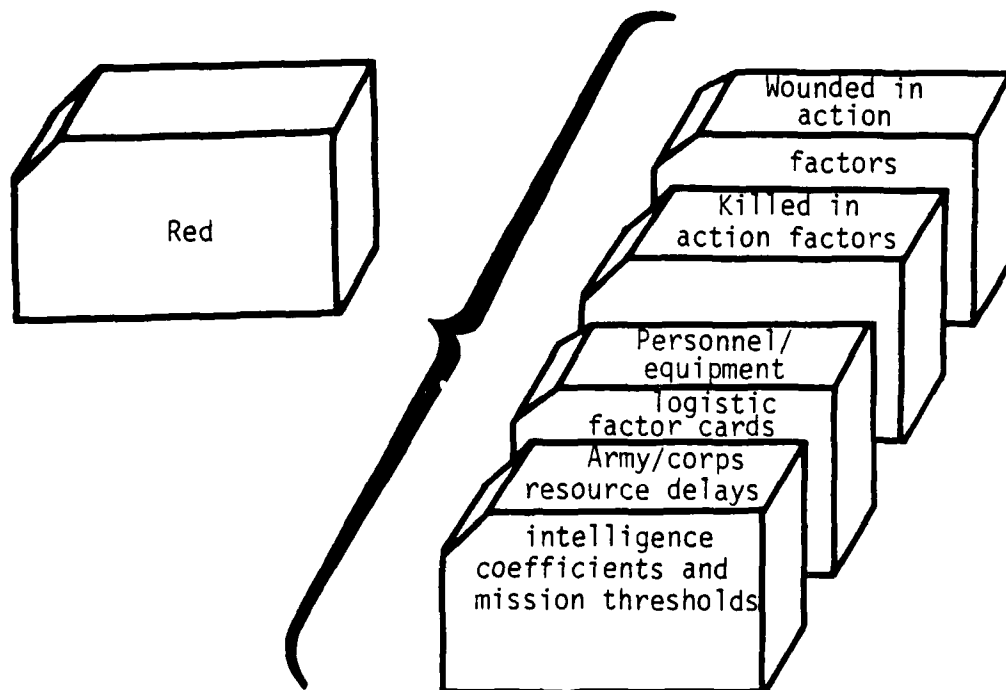 Red
Wounded in
action
factors
Killed in
action factors
Personnel/
equipment
logistic
factor cards
Army/corps
resource delays
intelligence
coefficients and
mission thresholds